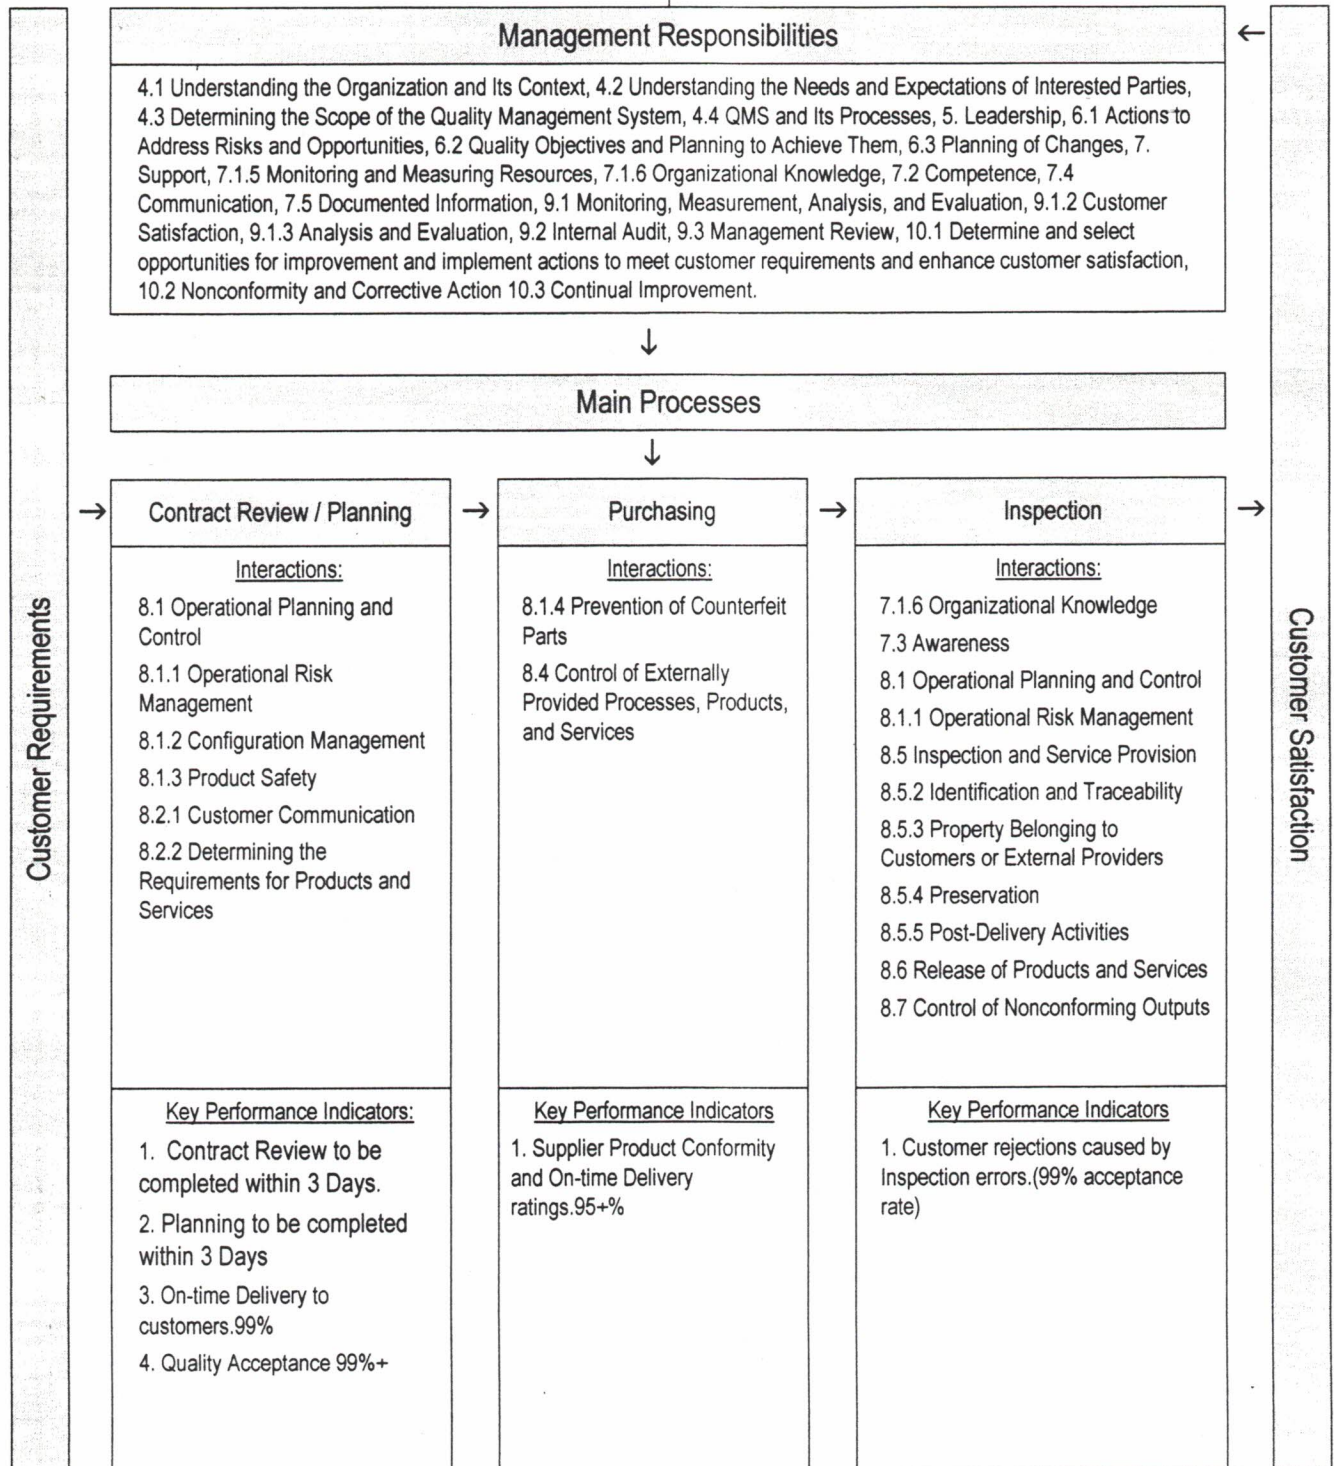 Management Responsibilities
4.1 Understanding the Organization and Its Context, 4.2 Understanding the Needs and Expectations of Interested Parties,
4.3 Determining the Scope of the Quality Management System, 4.4 QMS and Its Processes, 5. Leadership, 6.1 Actions to
Address Risks and Opportunities, 6.2 Quality Objectives and Planning to Achieve Them, 6.3 Planning of Changes, 7.
Support, 7.1.5 Monitoring and Measuring Resources, 7.1.6 Organizational Knowledge, 7.2 Competence, 7.4
Communication, 7.5 Documented Information, 9.1 Monitoring, Measurement, Analysis, and Evaluation, 9.1.2 Customer
Satisfaction, 9.1.3 Analysis and Evaluation, 9.2 Internal Audit, 9.3 Management Review, 10.1 Determine and select
opportunities for improvement and implement actions to meet customer requirements and enhance customer satisfaction,
10.2 Nonconformity and Corrective Action 10.3 Continual Improvement.
Main Processes
Customer Requirements
Contract Review / Planning
Interactions:
8.1 Operational Planning and
Control
8.1.1 Operational Risk
Management
8.1.2 Configuration Management
8.1.3 Product Safety
8.2.1 Customer Communication
8.2.2 Determining the
Requirements for Products and
Services
Key Performance Indicators:
1. Contract Review to be
completed within 3 Days.
2. Planning to be completed
within 3 Days
3. On-time Delivery to
customers.99%
4. Quality Acceptance 99%+
Purchasing
Interactions:
8.1.4 Prevention of Counterfeit
Parts
8.4 Control of Externally
Provided Processes, Products,
and Services
Key Performance Indicators
1. Supplier Product Conformity
and On-time Delivery
ratings.95+%
Inspection
Interactions:
7.1.6 Organizational Knowledge
7.3 Awareness
8.1 Operational Planning and Control
8.1.1 Operational Risk Management
8.5 Inspection and Service Provision
8.5.2 Identification and Traceability
8.5.3 Property Belonging to
Customers or External Providers
8.5.4 Preservation
8.5.5 Post-Delivery Activities
8.6 Release of Products and Services
8.7 Control of Nonconforming Outputs
Key Performance Indicators
1. Customer rejections caused by
Inspection errors.(99% acceptance
rate)
Customer Satisfaction